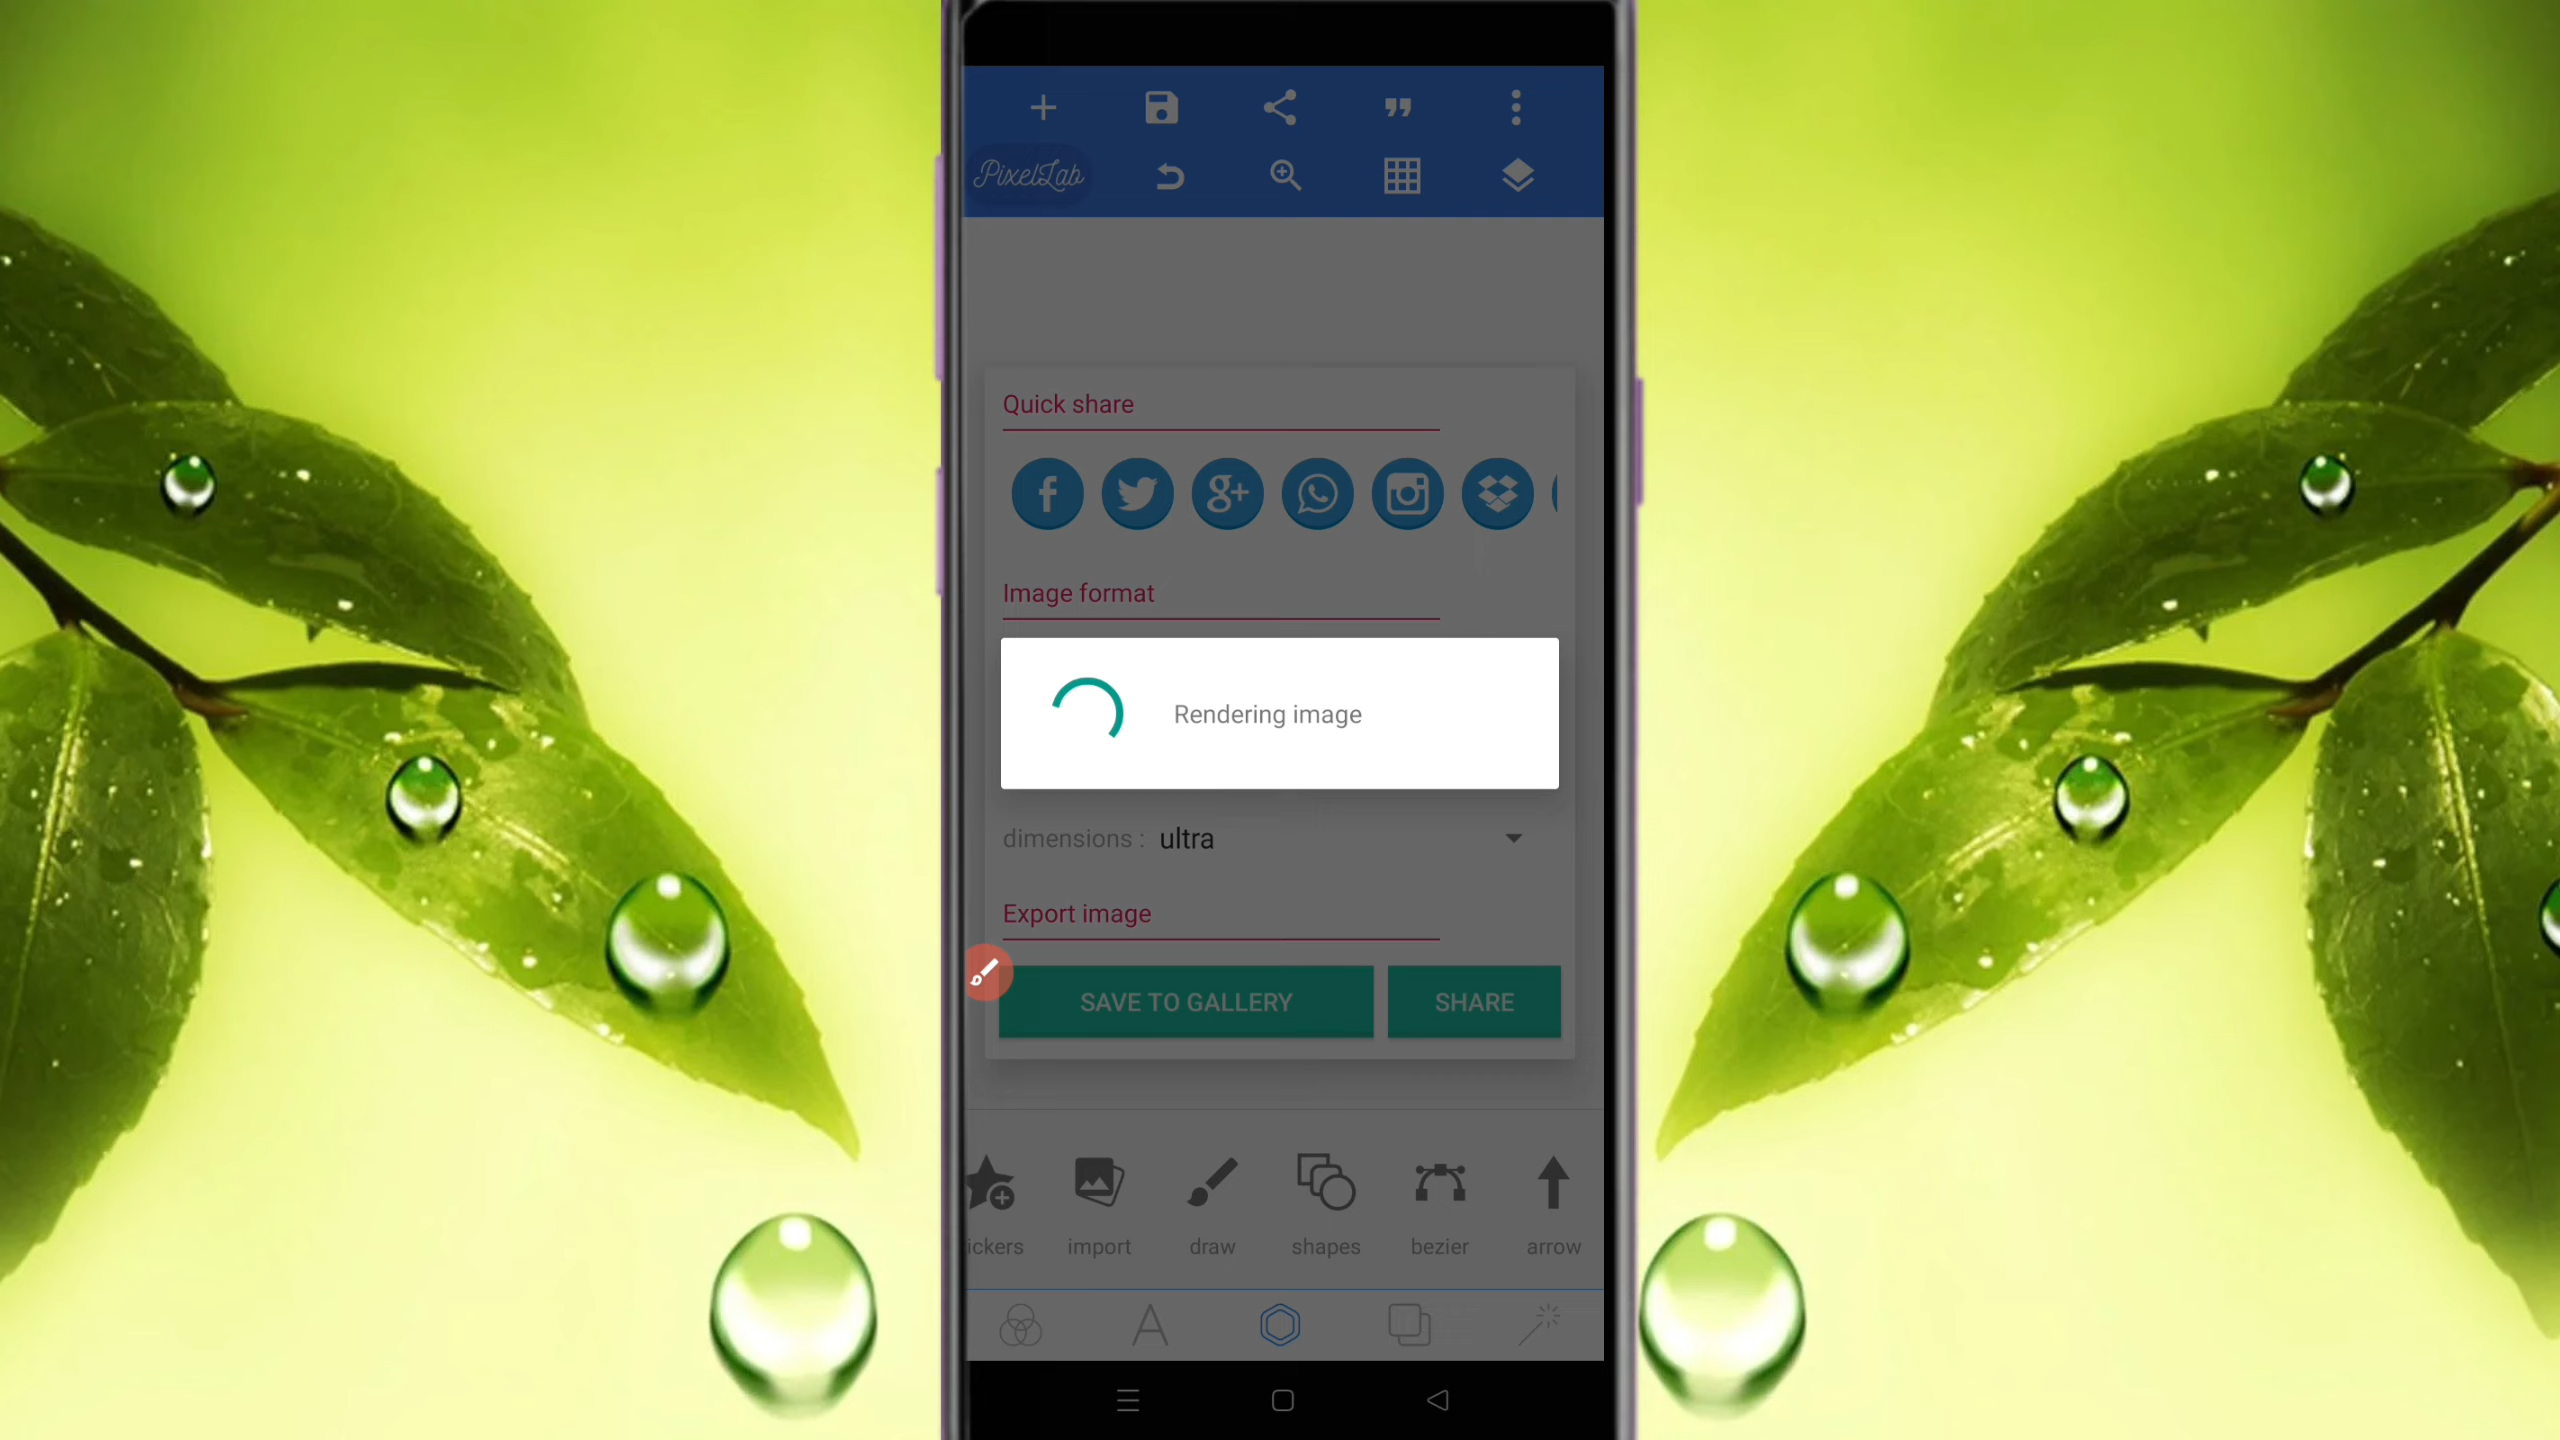 PixelLab
Quick share
Image format
Rendering image
dimensions : ultra
Export image
SAVE TO GALLERY
SHARE
ickers
import
draw
shapes
bezier
arrow